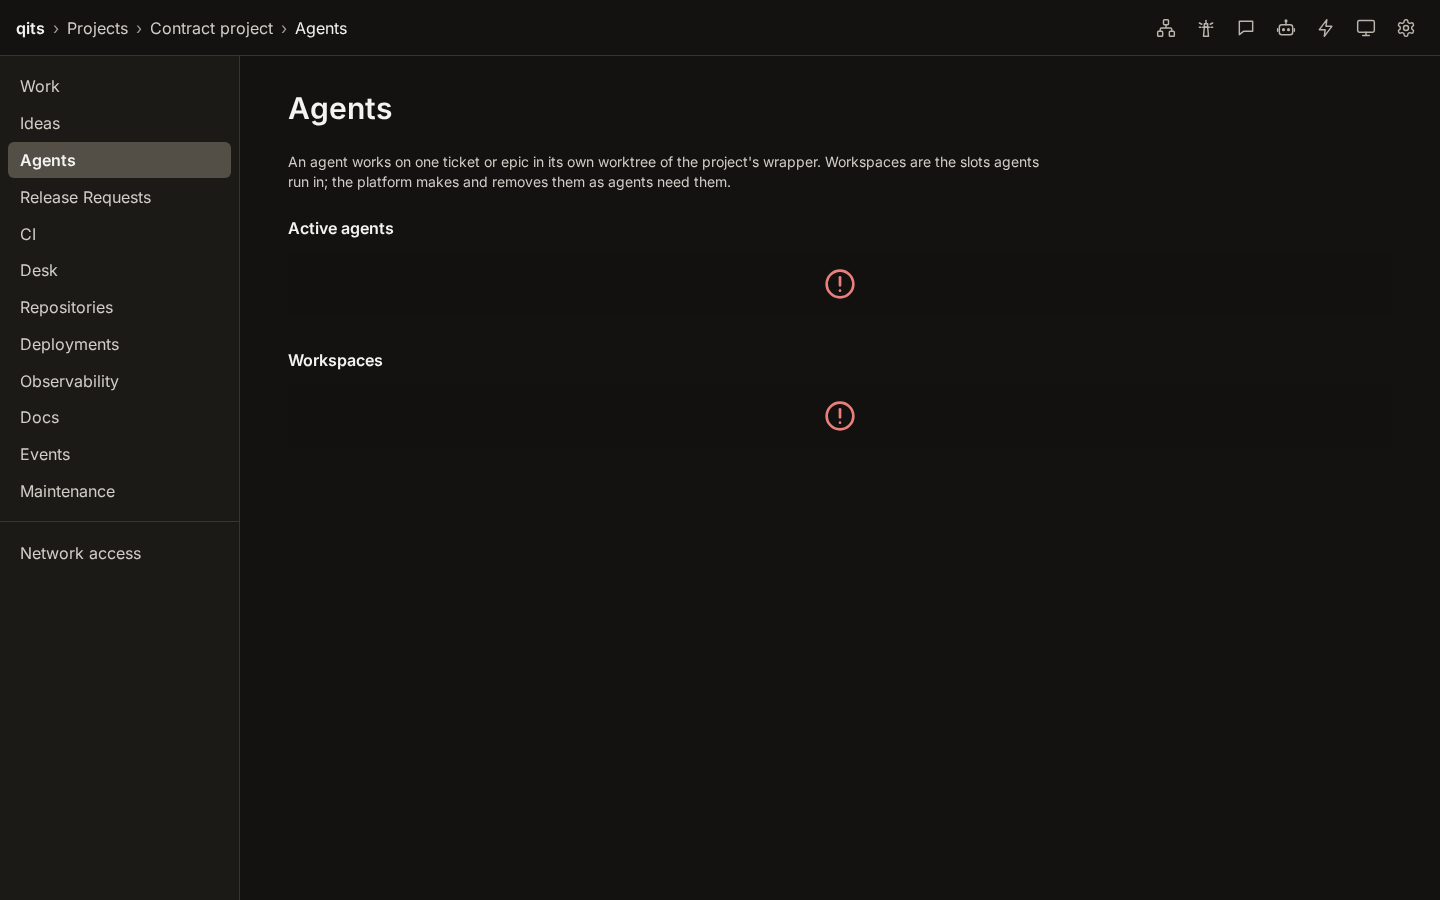 qits › Projects › Contract project › Agents
Work
Ideas
Agents
Release Requests
CI
Desk
Repositories
Deployments
Observability
Docs
Events
Maintenance
Network access
Agents
An agent works on one ticket or epic in its own worktree of the project's wrapper. Workspaces are the slots agents
run in; the platform makes and removes them as agents need them.
Active agents
Workspaces